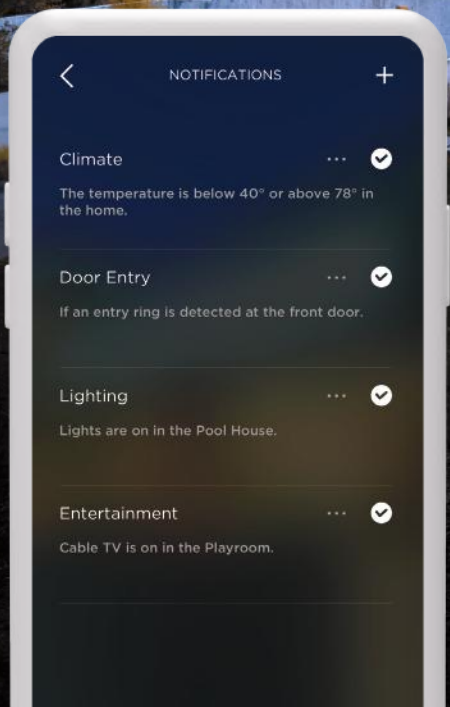 NOTIFICATIONS
Climate
The temperature is below 40° or above 78° in
the home.
Door Entry
If an entry ring is detected at the front door.
Lighting
Lights are on in the Pool House.
Entertainment
Cable TV is on in the Playroom.